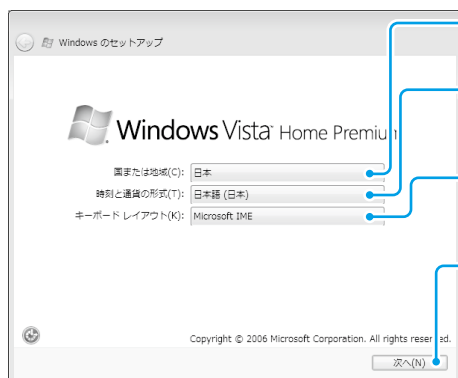 Windows のセットアップ
Windows Vista™ Home Premium
国または地域(C): 日本
時刻と通貨の形式(T): 日本語 (日本)
キーボード レイアウト(K): Microsoft IME
Copyright © 2006 Microsoft Corporation. All rights reserved.
次へ(N)